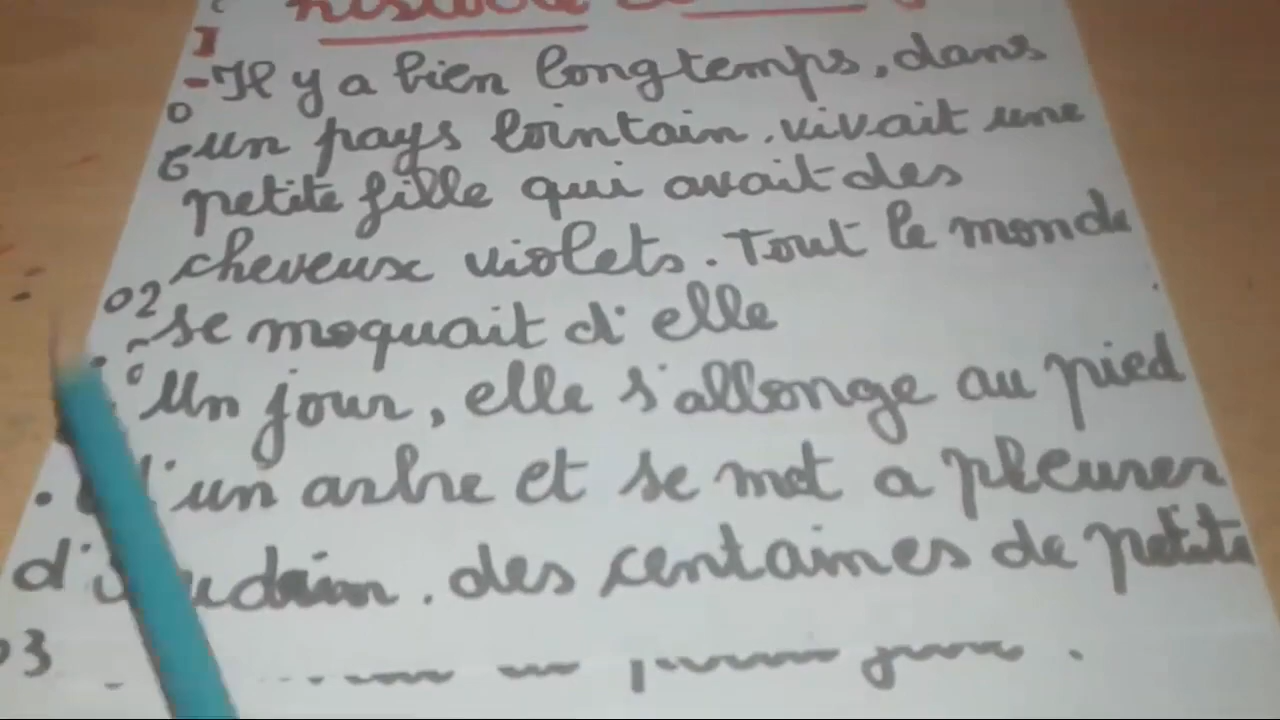 -Il y a bien longtemps, dans
un pays lointain. vivait une
petite fille qui avait des
cheveux violets. Tout le monde
02
se moquait d'elle
Un jour, elle s'allonge au pied
d'un arbre et se met a pleurer
. des centaines de petits
03